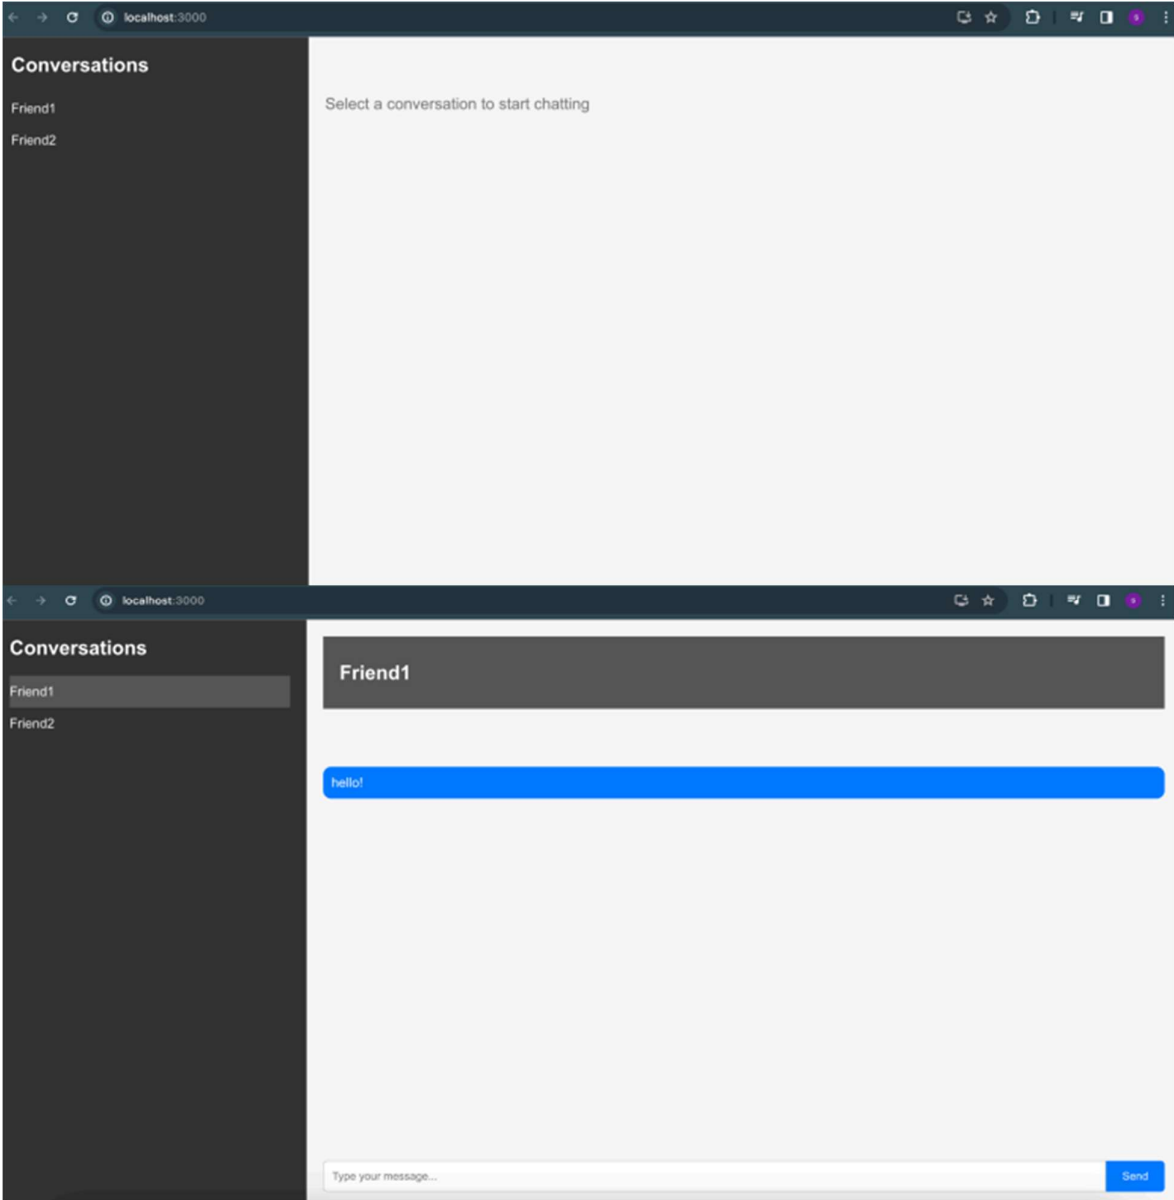 localhost:3000
s
Conversations
Friend1
Friend2
Select a conversation to start chatting
localhost:3000
s
Conversations
Friend1
Friend2
Friend1
hello!
Type your message...
Send